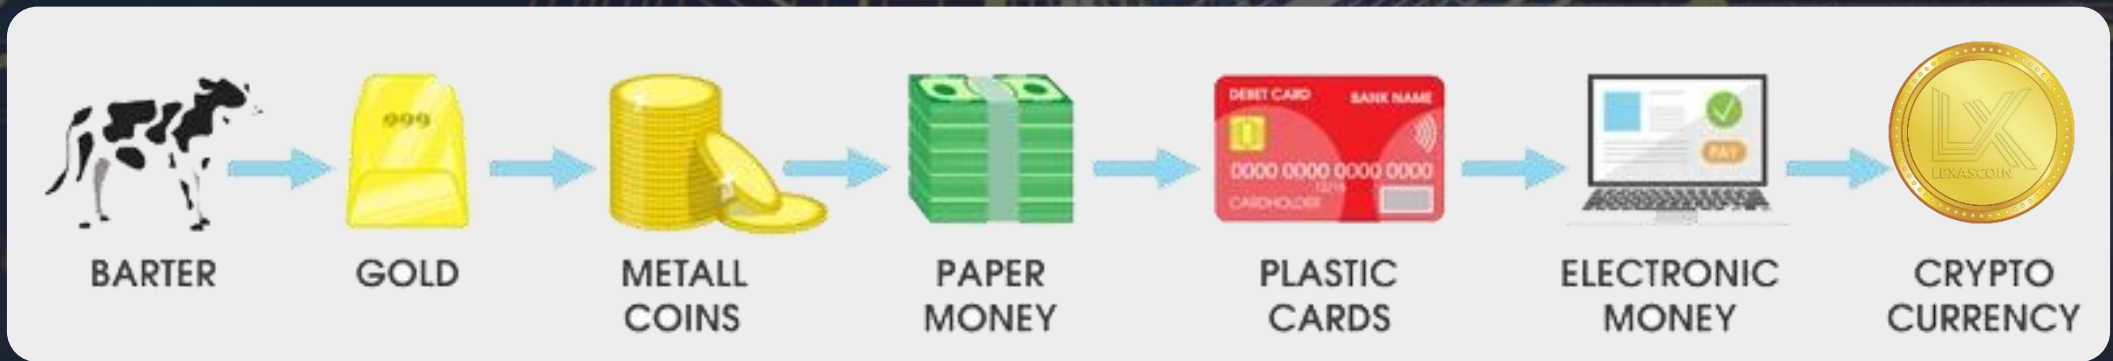 999
DEBIT CARD
BANK NAME
0000 0000 0000 0000
CARDHOLDER
PAY
LX
LEXASCOIN
BARTER
GOLD
METALL
COINS
PAPER
MONEY
PLASTIC
CARDS
ELECTRONIC
MONEY
CRYPTO
CURRENCY